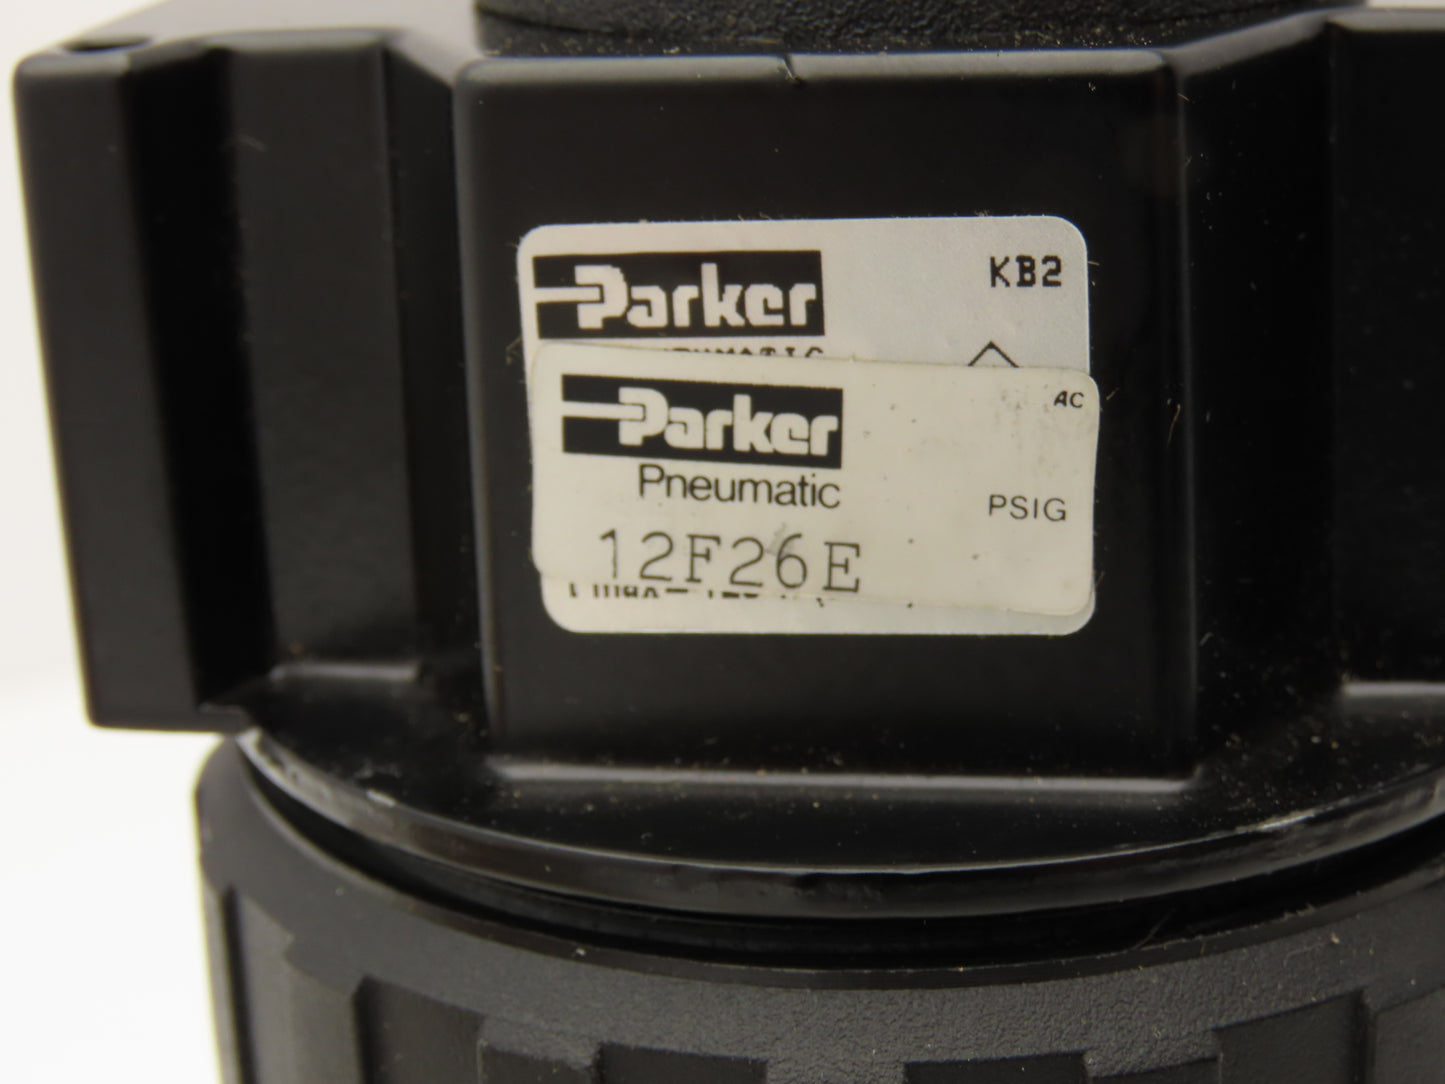 Parker KB2
Parker AC
Pneumatic
PSIG
12F26E